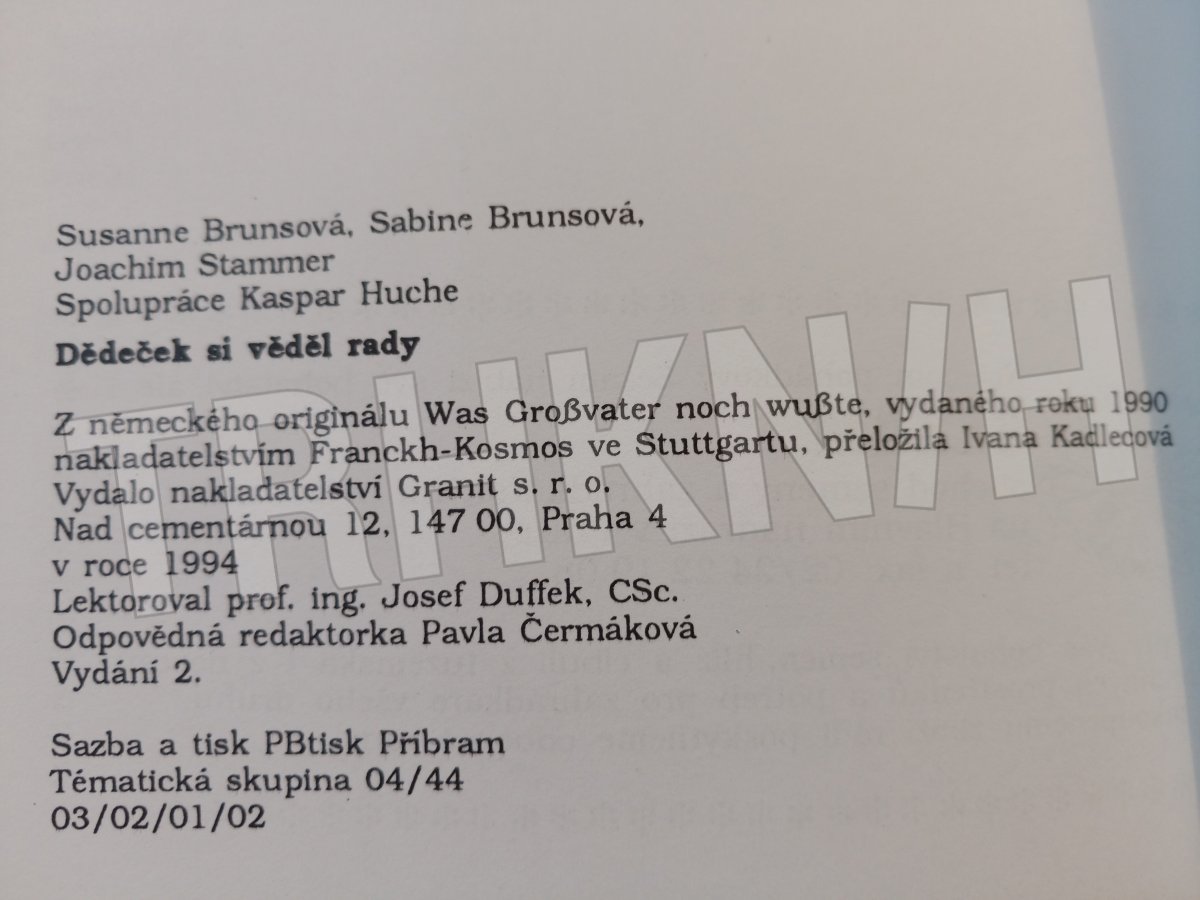 Susanne Brunsová, Sabine Brunsová,
Joachim Stammer
Spolupráce Kaspar Huche
Dědeček si věděl rady
Z německého originálu Was Großvater noch wußte, vydaného roku 1990
nakladatelstvím Franckh-Kosmos ve Stuttgartu, přeložila Ivana Kadlecová
Vydalo nakladatelství Granit s. r. o.
Nad cementárnou 12, 147 00, Praha 4
v roce 1994
Lektoroval prof. ing. Josef Duffek, CSc.
Odpovědná redaktorka Pavla Čermáková
Vydání 2.
Sazba a tisk PBtisk Příbram
Tématická skupina 04/44
03/02/01/02